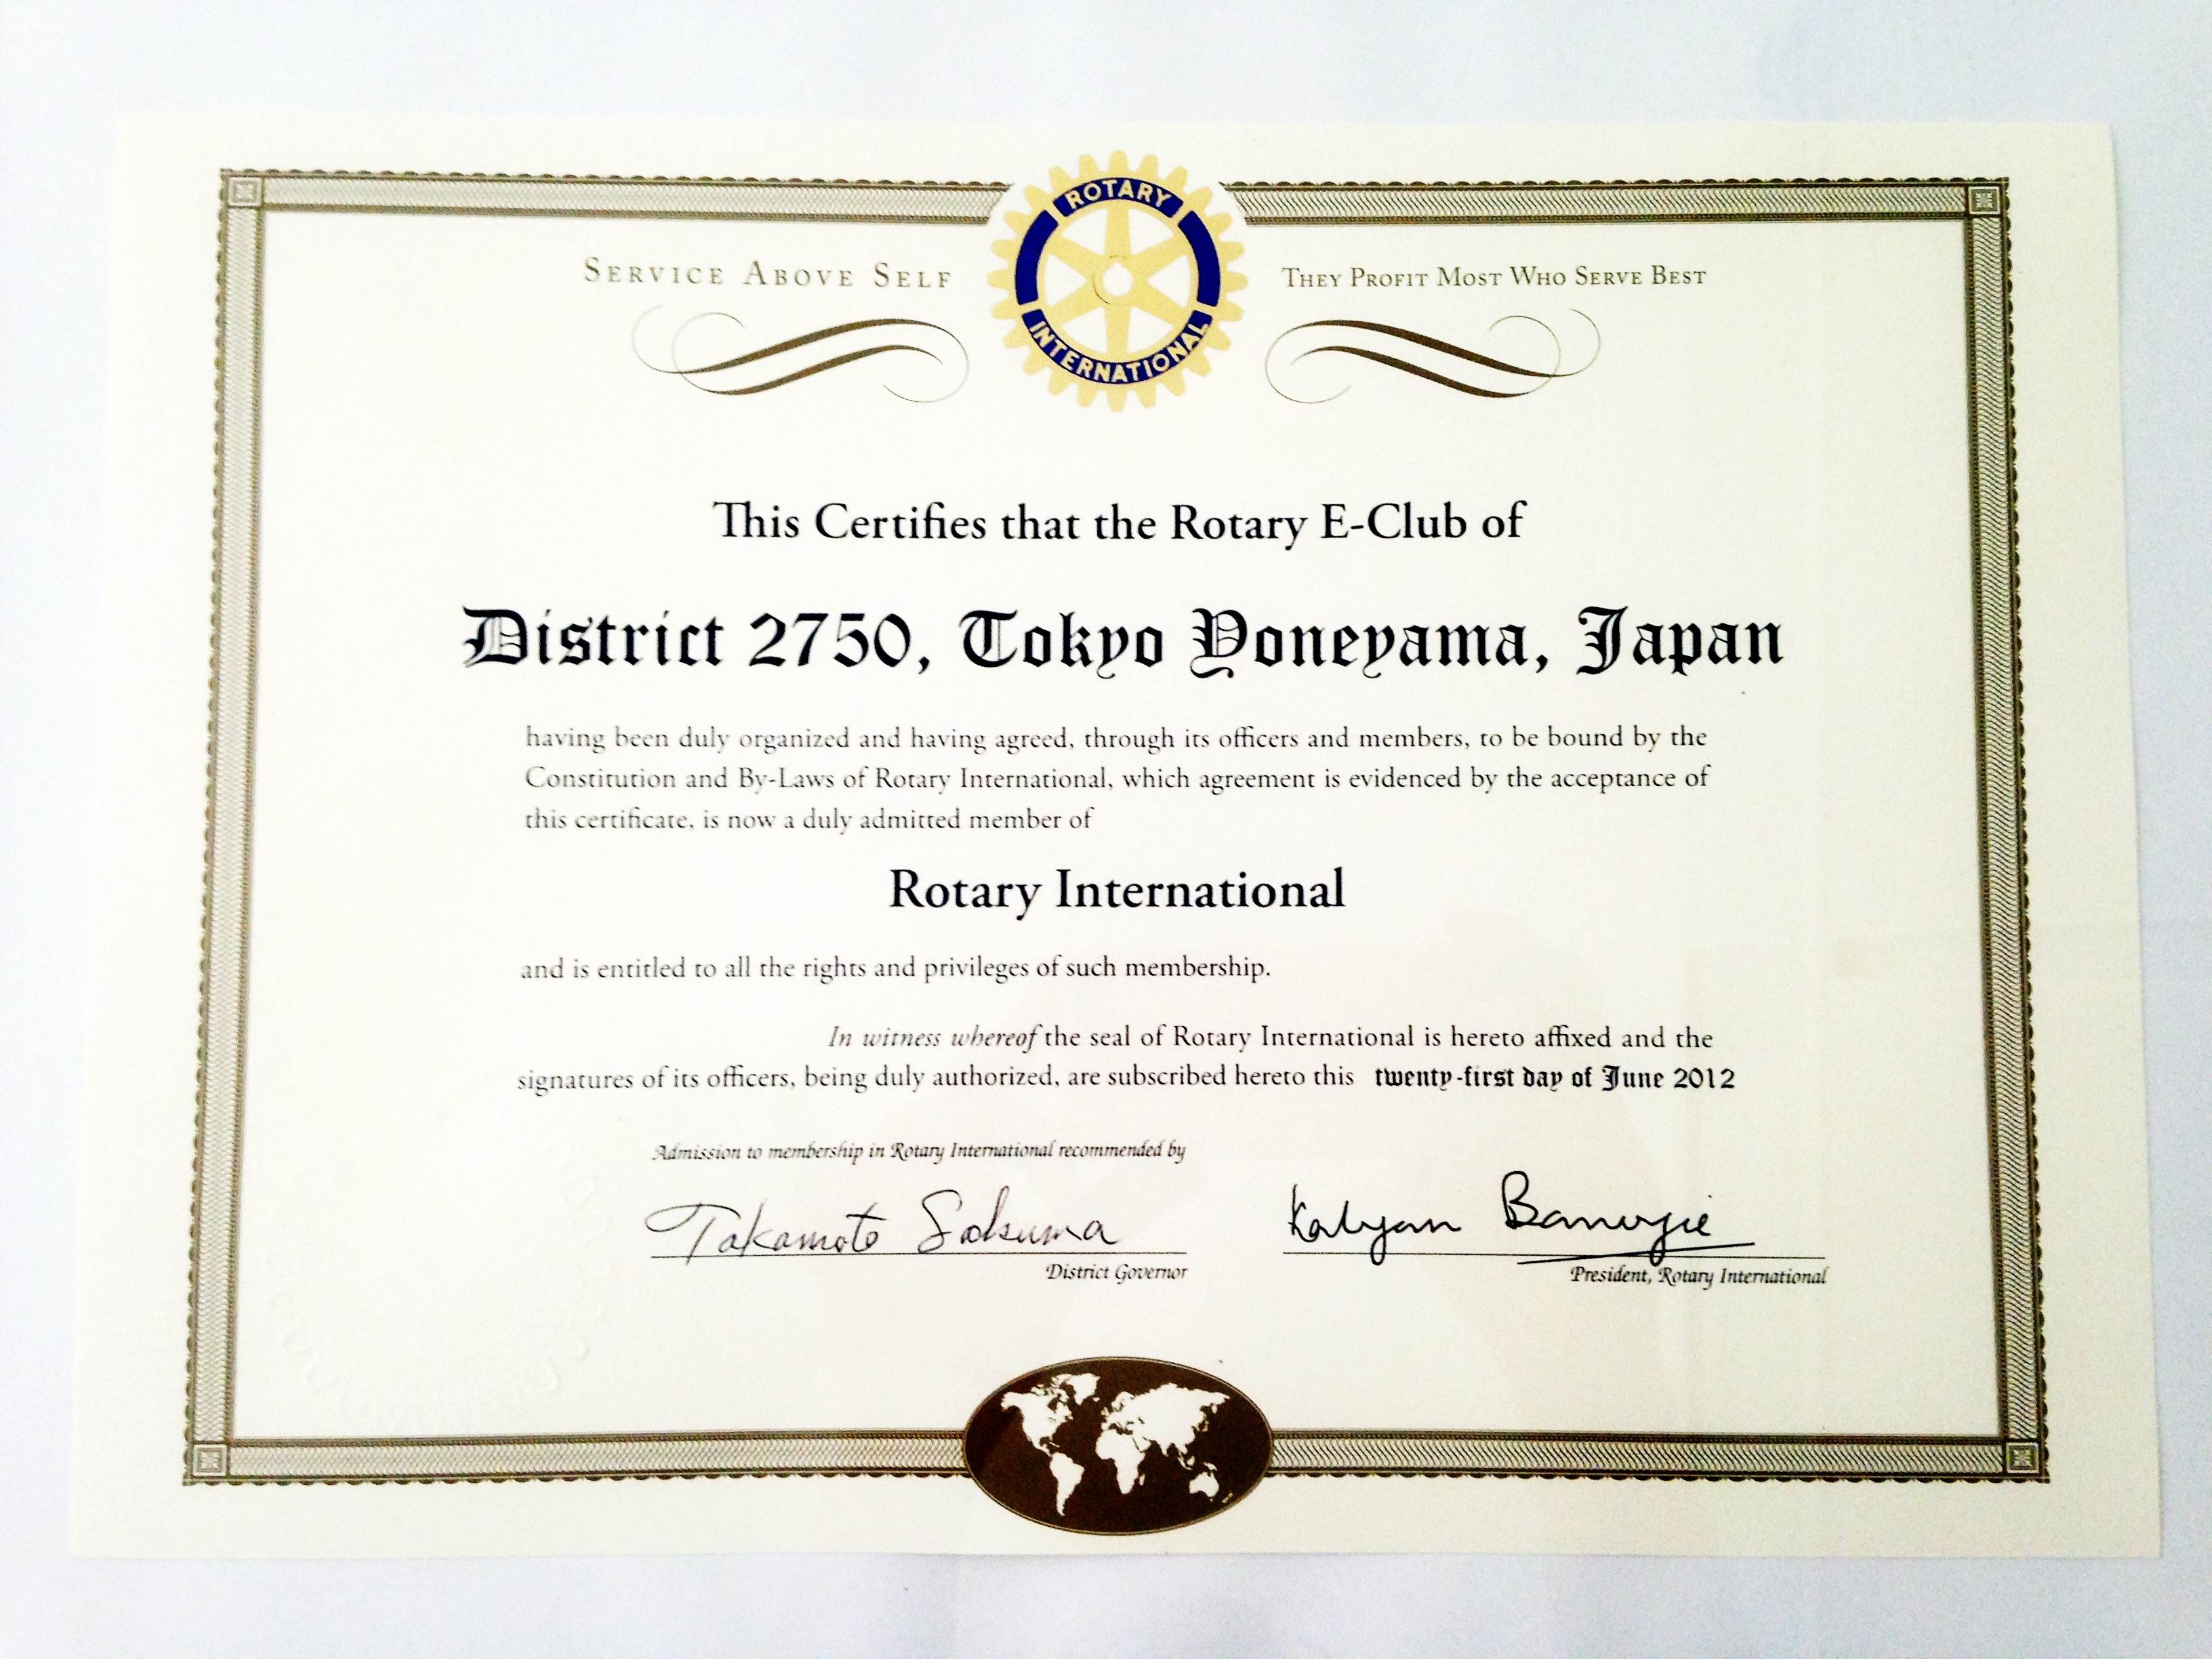 ROTARY
INTERNATIONAL
SERVICE ABOVE SELF
THEY PROFIT MOST WHO SERVE BEST
This Certifies that the Rotary E-Club of
District 2750, Tokyo Yoneyama, Japan
having been duly organized and having agreed, through its officers and members, to be bound by the
Constitution and By-Laws of Rotary International, which agreement is evidenced by the acceptance of
this certificate, is now a duly admitted member of
Rotary International
and is entitled to all the rights and privileges of such membership.
In witness whereof the seal of Rotary International is hereto affixed and the
signatures of its officers, being duly authorized, are subscribed hereto this twenty-first day of June 2012
Admission to membership in Rotary International recommended by
Takamoto Sakuma
Kalyan Banerjee
District Governor
President, Rotary International